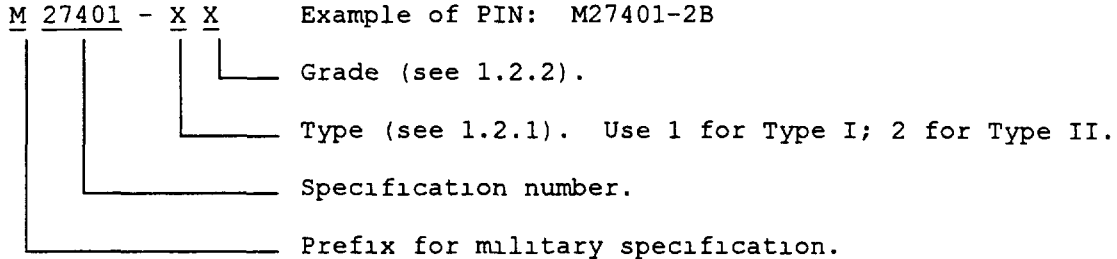 M 27401 - X X Example of PIN: M27401-2B
Grade (see 1.2.2).
Type (see 1.2.1). Use 1 for Type I; 2 for Type II.
Specification number.
Prefix for military specification.